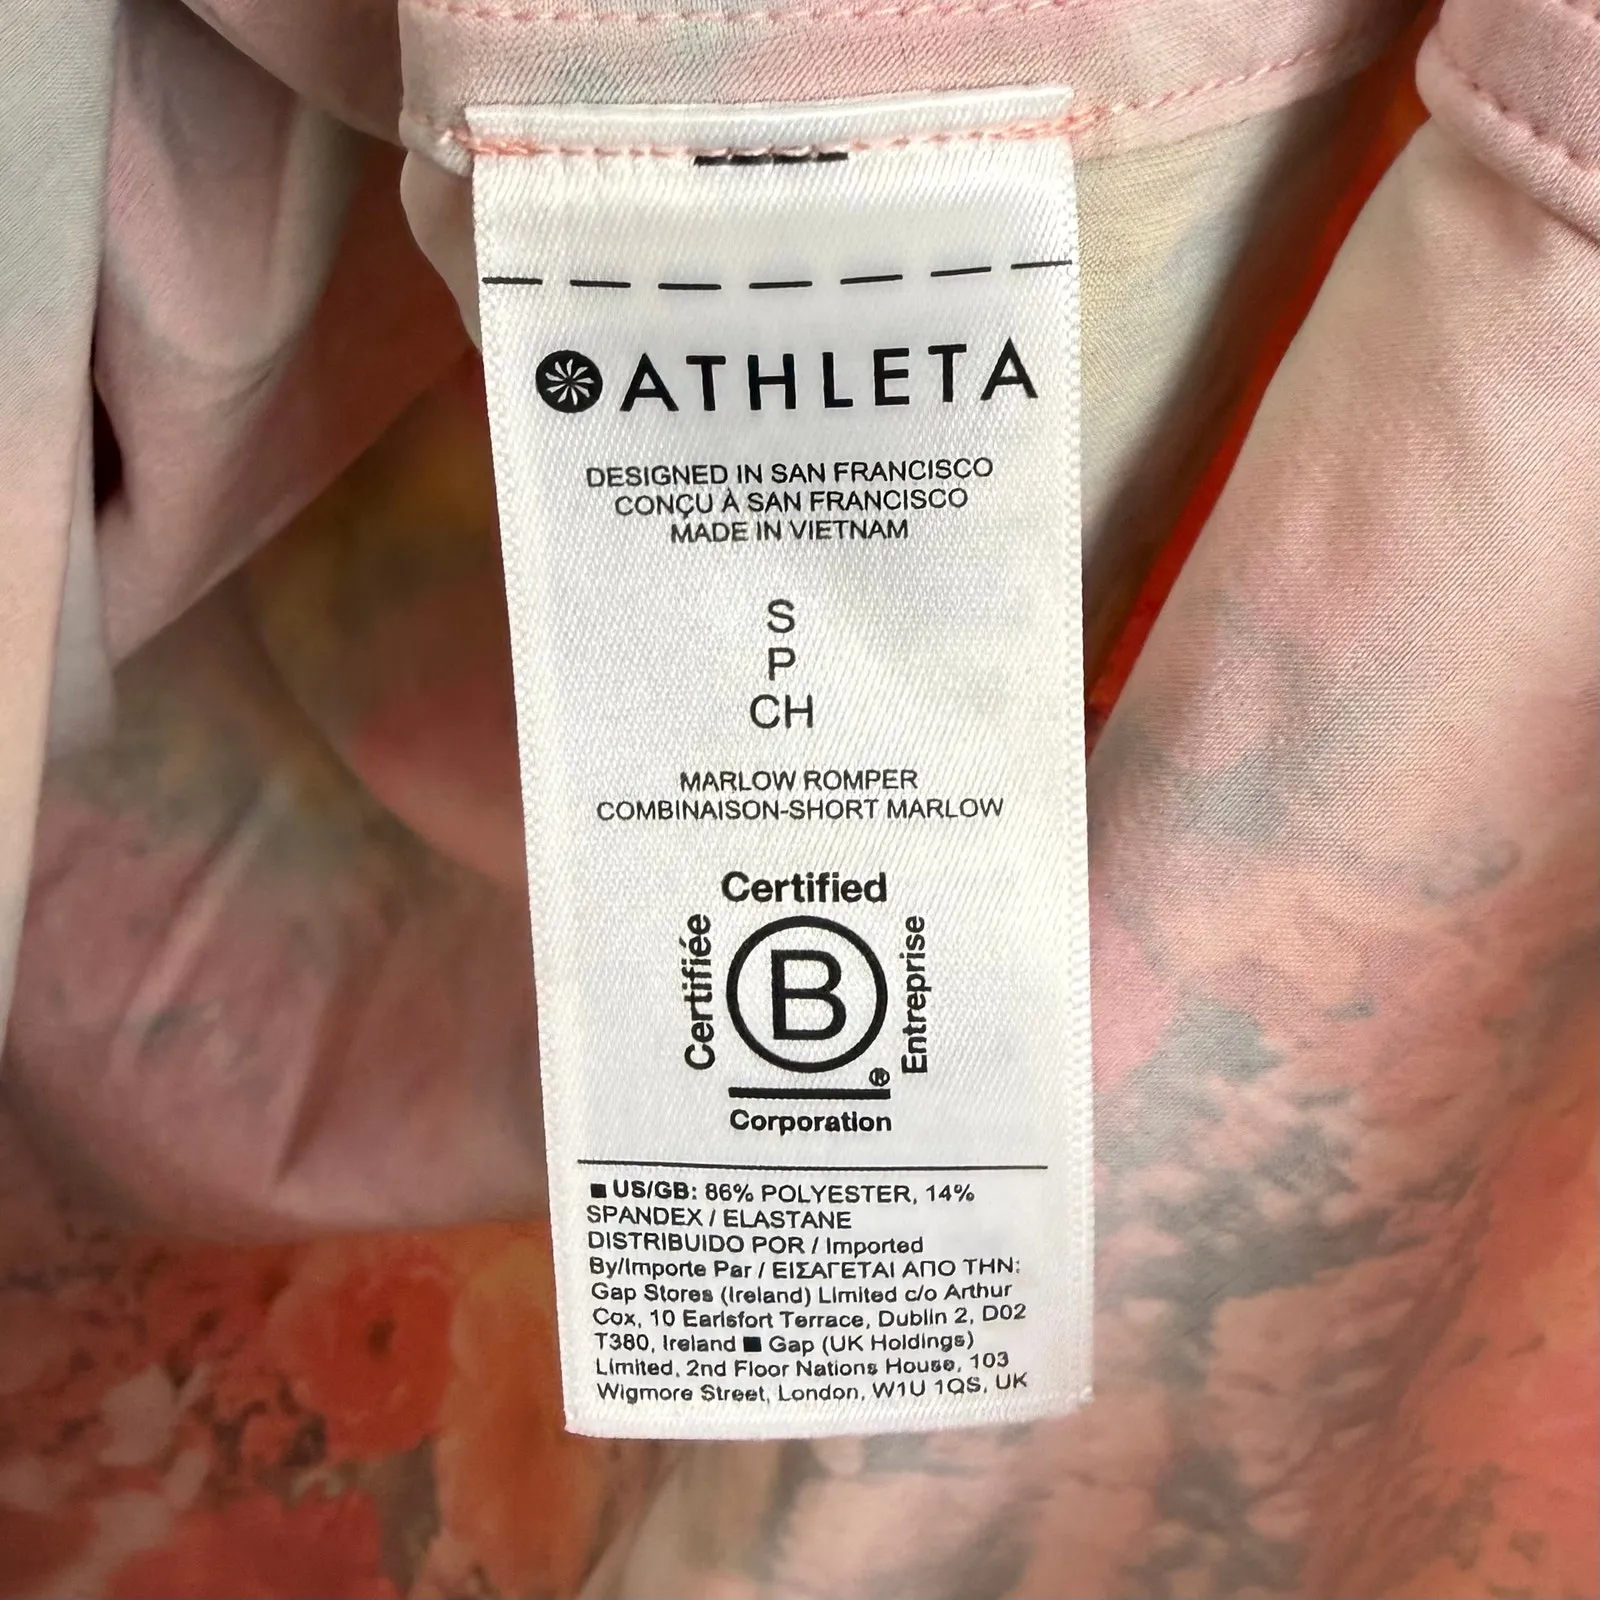 ATHLETA
DESIGNED IN SAN FRANCISCO
CONÇU À SAN FRANCISCO
MADE IN VIETNAM
S
P
CH
MARLOW ROMPER
COMBINAISON-SHORT MARLOW
Certified
Certifiée
B
Entreprise
®
Corporation
US/GB: 86% POLYESTER, 14%
SPANDEX / ELASTANE
DISTRIBUIDO POR / Imported
By/Importe Par / ΕΙΣΑΓΕΤΑΙ ΑΠΟ ΤΗΝ:
Gap Stores (Ireland) Limited c/o Arthur
Cox, 10 Earlsfort Terrace, Dublin 2, D02
T380, Ireland ■ Gap (UK Holdings)
Limited, 2nd Floor Nations House, 103
Wigmore Street, London, W1U 1QS, UK